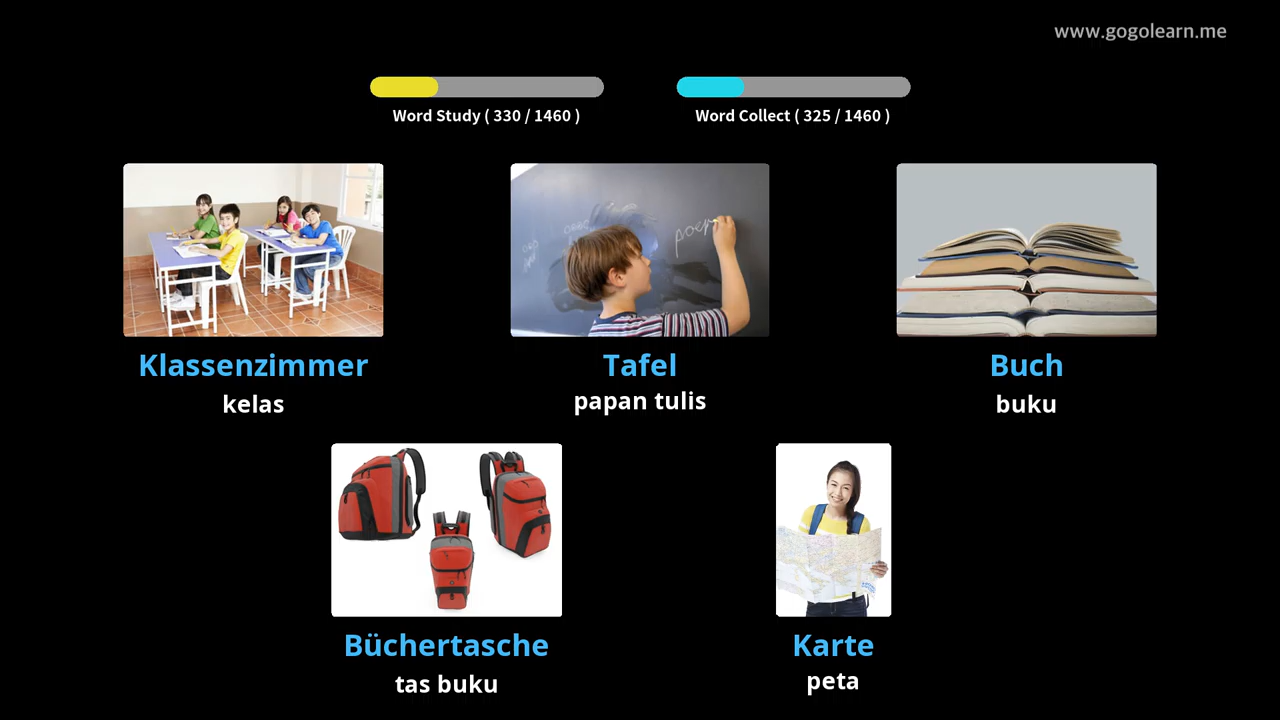 www.gogolearn.me
Word Study ( 330 / 1460 )
Word Collect ( 325 / 1460 )
poer
Klassenzimmer
kelas
Tafel
papan tulis
Buch
buku
Büchertasche
tas buku
Karte
peta